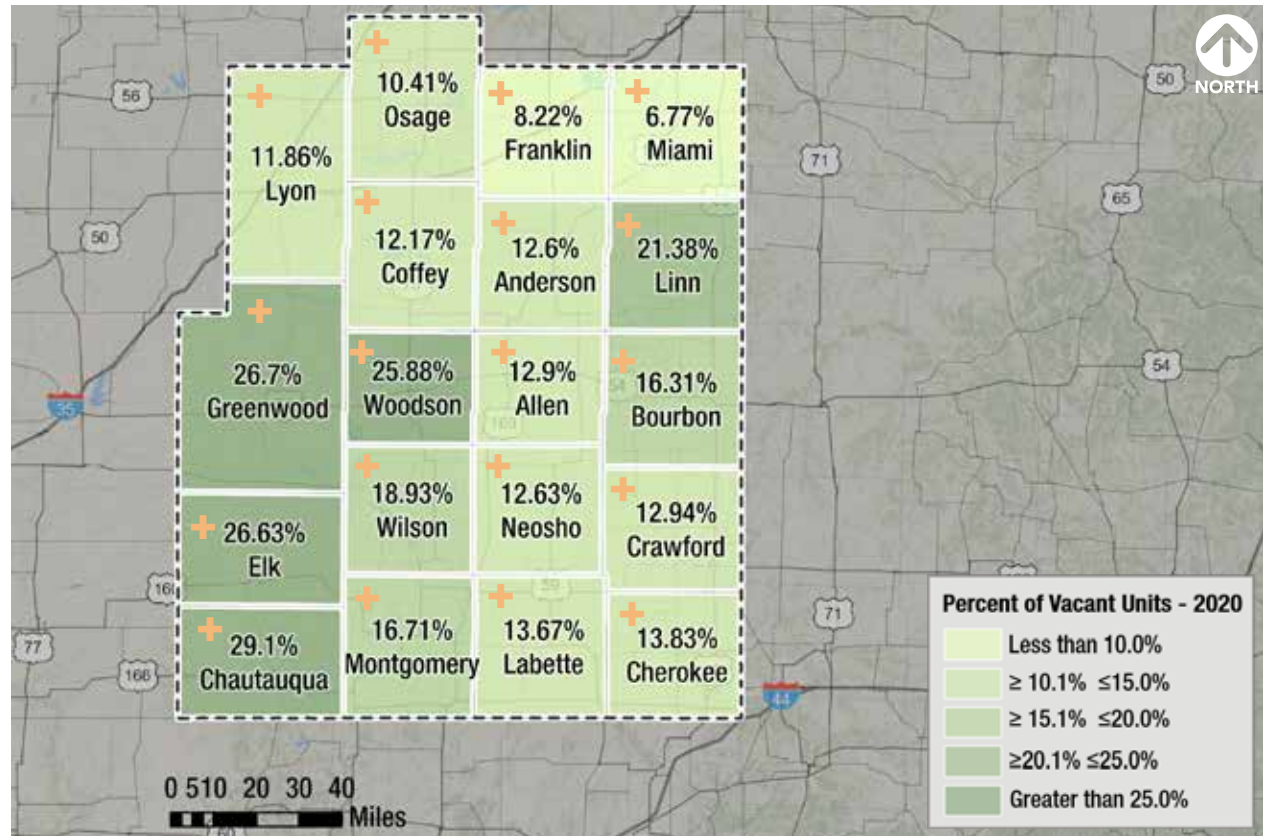 NORTH
56
50
10.41%
Osage
8.22%
Franklin
6.77%
Miami
11.86%
Lyon
71
65
50
12.17%
Coffey
12.6%
Anderson
21.38%
Linn
26.7%
Greenwood
25.88%
Woodson
12.9%
Allen
16.31%
Bourbon
54
35
18.93%
Wilson
12.63%
Neosho
12.94%
Crawford
26.63%
Elk
29.1%
Chautauqua
16.71%
Montgomery
13.67%
Labette
13.83%
Cherokee
77
166
71
44
Percent of Vacant Units - 2020
Less than 10.0%
≥ 10.1% ≤15.0%
≥ 15.1% ≤20.0%
≥20.1% ≤25.0%
Greater than 25.0%
0 510 20 30 40
Miles